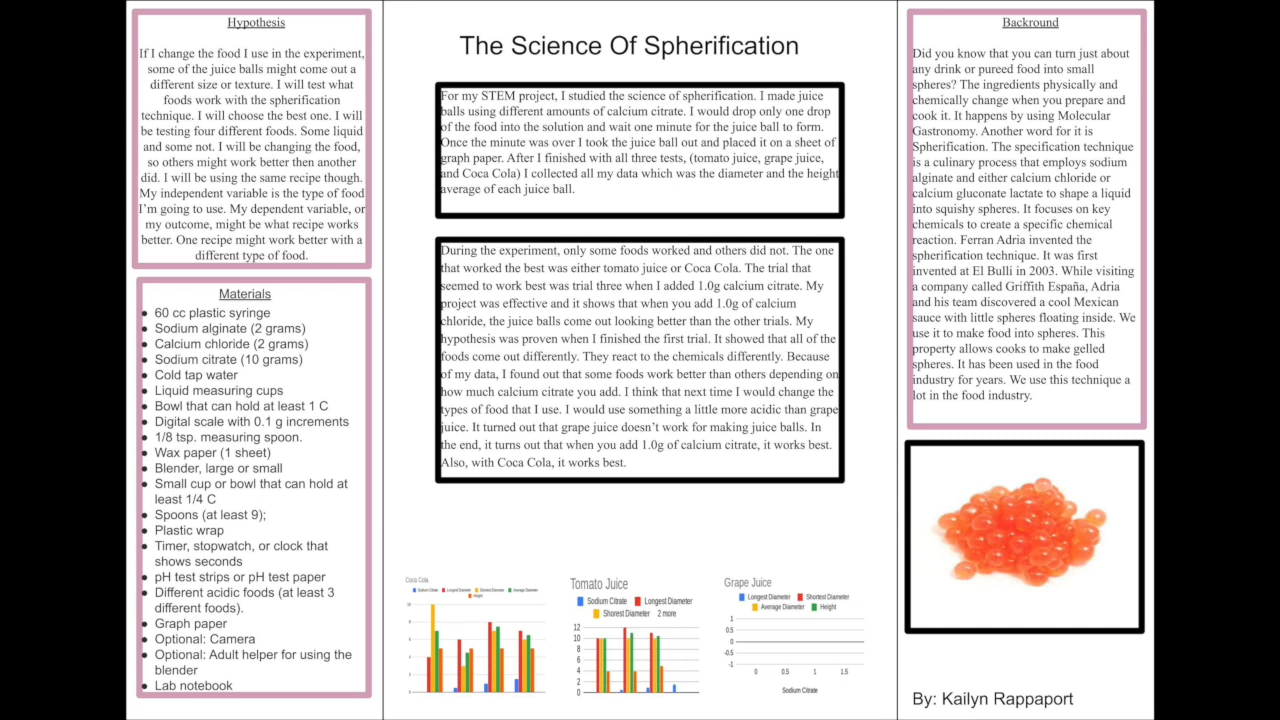 Hypothesis
If I change the food I use in the experiment,
some of the juice balls might come out a
different size or texture. I will test what
foods work with the spherification
technique. I will choose the best one. I will
be testing four different foods. Some liquid
and some not. I will be changing the food,
so others might work better then another
did. I will be using the same recipe though.
My independent variable is the type of food
I'm going to use. My dependent variable, or
my outcome, might be what recipe works
better. One recipe might work better with a
different type of food.
Materials
60 cc plastic syringe
Sodium alginate (2 grams)
Calcium chloride (2 grams)
Sodium citrate (10 grams)
Cold tap water
Liquid measuring cups
Bowl that can hold at least 1 C
Digital scale with 0.1 g increments
1/8 tsp. measuring spoon.
Wax paper (1 sheet)
Blender, large or small
Small cup or bowl that can hold at
least 1/4 C
Spoons (at least 9);
Plastic wrap
Timer, stopwatch, or clock that
shows seconds
pH test strips or pH test paper
Different acidic foods (at least 3
different foods).
Graph paper
Optional: Camera
Optional: Adult helper for using the
blender
Lab notebook
The Science Of Spherification
For my STEM project, I studied the science of spherification. I made juice
balls using different amounts of calcium citrate. I would drop only one drop
of the food into the solution and wait one minute for the juice ball to form.
Once the minute was over I took the juice ball out and placed it on a sheet of
graph paper. After I finished with all three tests, (tomato juice, grape juice,
and Coca Cola) I collected all my data which was the diameter and the height
average of each juice ball.
During the experiment, only some foods worked and others did not. The one
that worked the best was either tomato juice or Coca Cola. The trial that
seemed to work best was trial three when I added 1.0g calcium citrate. My
project was effective and it shows that when you add 1.0g of calcium
chloride, the juice balls come out looking better than the other trials. My
hypothesis was proven when I finished the first trial. It showed that all of the
foods come out differently. They react to the chemicals differently. Because
of my data, I found out that some foods work better than others depending on
how much calcium citrate you add. I think that next time I would change the
types of food that I use. I would use something a little more acidic than grape
juice. It turned out that grape juice doesn't work for making juice balls. In
the end, it turns out that when you add 1.0g of calcium citrate, it works best.
Also, with Coca Cola, it works best.
Coca Cola
Sodium Citrate Longest Diameter Shortest Diameter Average Diameter
Height
Tomato Juice
Sodium Citrate Longest Diameter
Shorest Diameter 2 more
12
10
8
6
4
2
0
Grape Juice
Longest Diameter Shortest Diameter
Average Diameter Height
1
0.5
0
-0.5
-1
0 0.5 1 1.5
Sodium Citrate
Backround
Did you know that you can turn just about
any drink or pureed food into small
spheres? The ingredients physically and
chemically change when you prepare and
cook it. It happens by using Molecular
Gastronomy. Another word for it is
Spherification. The specification technique
is a culinary process that employs sodium
alginate and either calcium chloride or
calcium gluconate lactate to shape a liquid
into squishy spheres. It focuses on key
chemicals to create a specific chemical
reaction. Ferran Adria invented the
spherification technique. It was first
invented at El Bulli in 2003. While visiting
a company called Griffith España, Adria
and his team discovered a cool Mexican
sauce with little spheres floating inside. We
use it to make food into spheres. This
property allows cooks to make gelled
spheres. It has been used in the food
industry for years. We use this technique a
lot in the food industry.
By: Kailyn Rappaport